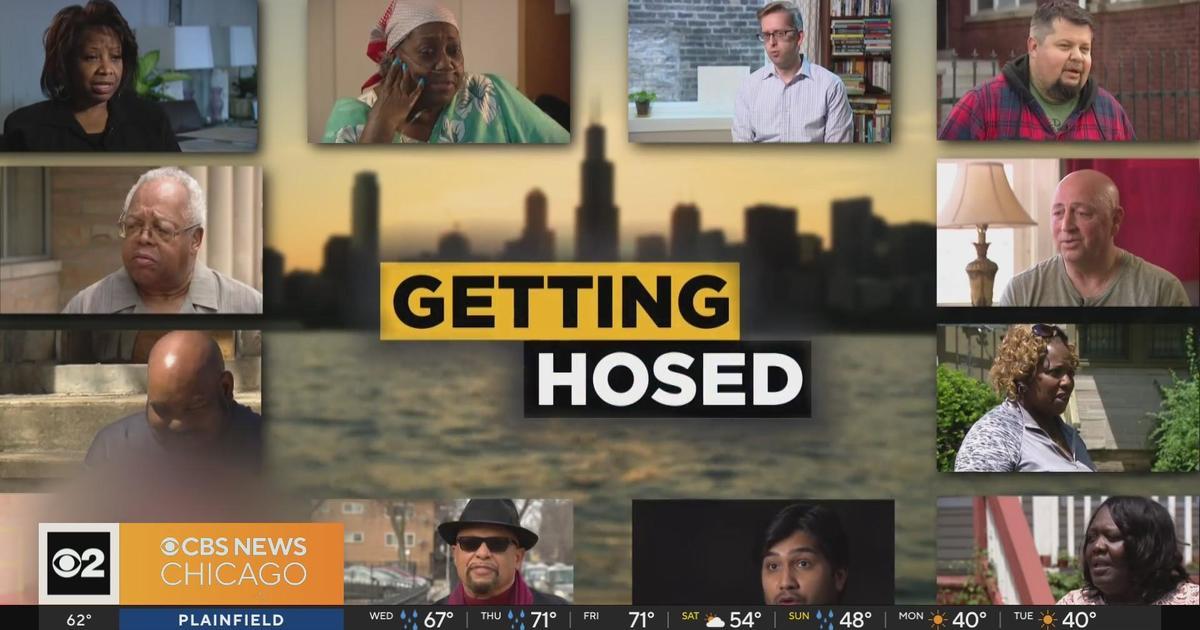 GETTING
HOSED
2
CBS NEWS
CHICAGO
62° PLAINFIELD WED 67° THU 71° FRI 71° SAT 54° SUN 48° MON 40° TUE 40°